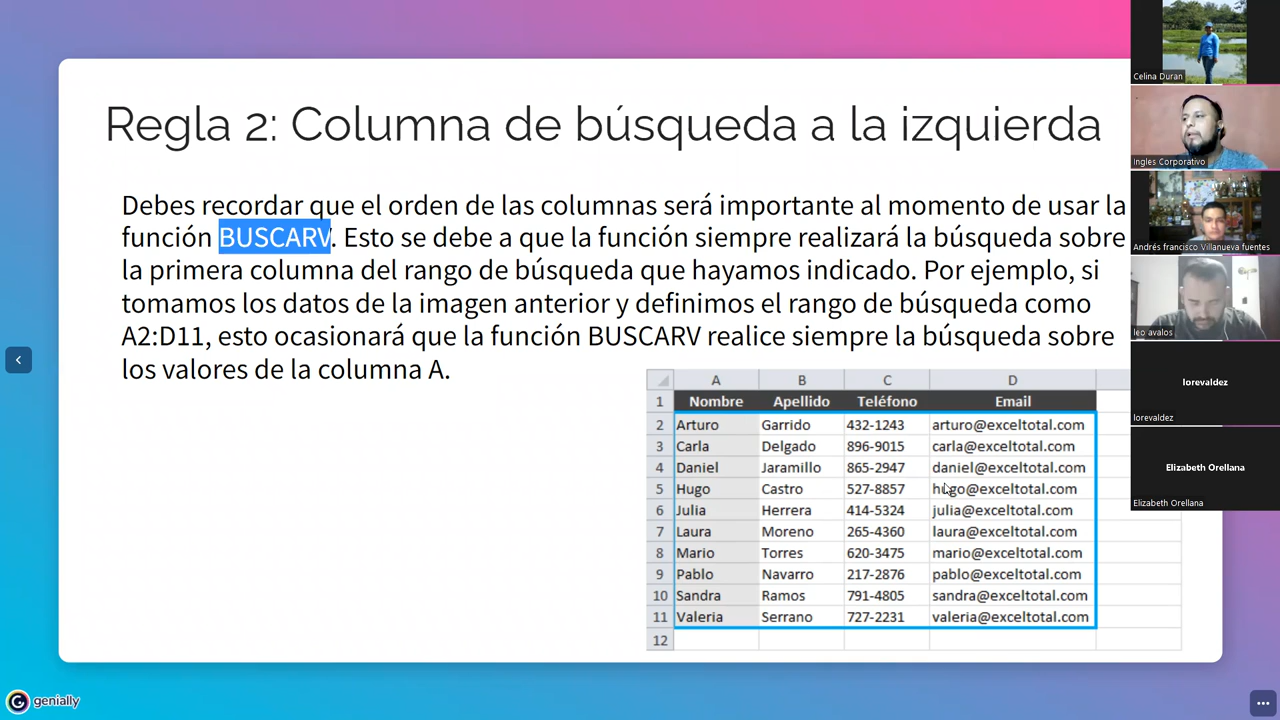 Regla 2: Columna de búsqueda a la izquierda
Debes recordar que el orden de las columnas será importante al momento de usar la
función BUSCARV. Esto se debe a que la función siempre realizará la búsqueda sobre
la primera columna del rango de búsqueda que hayamos indicado. Por ejemplo, si
tomamos los datos de la imagen anterior y definimos el rango de búsqueda como
A2:D11, esto ocasionará que la función BUSCARV realice siempre la búsqueda sobre
los valores de la columna A.
A B C D
1 Nombre Apellido Teléfono Email
2 Arturo Garrido 432-1243 arturo@exceltotal.com
3 Carla Delgado 896-9015 carla@exceltotal.com
4 Daniel Jaramillo 865-2947 daniel@exceltotal.com
5 Hugo Castro 527-8857 hugo@exceltotal.com
6 Julia Herrera 414-5324 julia@exceltotal.com
7 Laura Moreno 265-4360 laura@exceltotal.com
8 Mario Torres 620-3475 mario@exceltotal.com
9 Pablo Navarro 217-2876 pablo@exceltotal.com
10 Sandra Ramos 791-4805 sandra@exceltotal.com
11 Valeria Serrano 727-2231 valeria@exceltotal.com
12
genially
Celina Duran
Ingles Corporativo
Andrés francisco Villanueva fuentes
leo avalos
lorevaldez
lorevaldez
Elizabeth Orellana
Elizabeth Orellana